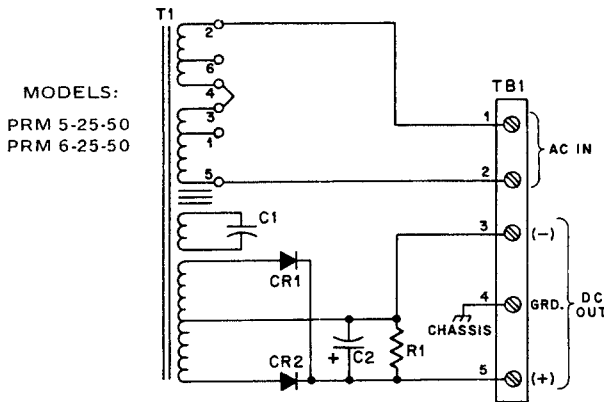 T1
2
6
4
3
1
5
MODELS:
PRM 5-25-50
PRM 6-25-50
TB1
1
2
AC IN
C1
3
(-)
CR1
4
GRD.
DC
OUT
CHASSIS
+
C2
R1
CR2
5
(+)